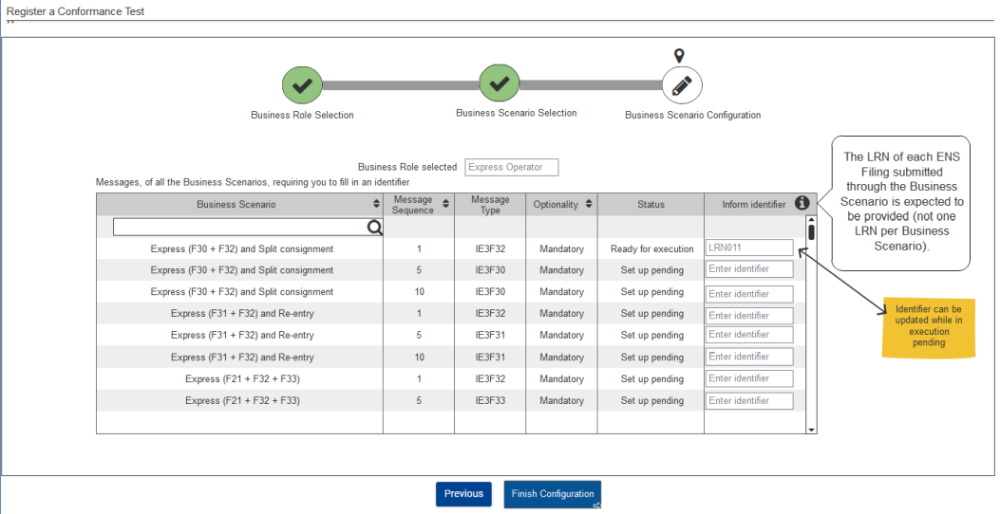 Register a Conformance Test
Business Role Selection
Business Scenario Selection
Business Scenario Configuration
Business Role selected Express Operator
Messages, of all the Business Scenarios, requiring you to fill in an identifier
Business Scenario Message Sequence Message Type Optionality Status Inform identifier
Express (F30 + F32) and Split consignment 1 IE3F32 Mandatory Ready for execution LRN011
Express (F30 + F32) and Split consignment 5 IE3F30 Mandatory Set up pending Enter identifier
Express (F30 + F32) and Split consignment 10 IE3F30 Mandatory Set up pending Enter identifier
Express (F31 + F32) and Re-entry 1 IE3F32 Mandatory Set up pending Enter identifier
Express (F31 + F32) and Re-entry 5 IE3F31 Mandatory Set up pending Enter identifier
Express (F31 + F32) and Re-entry 10 IE3F31 Mandatory Set up pending Enter identifier
Express (F21 + F32 + F33) 1 IE3F32 Mandatory Set up pending Enter identifier
Express (F21 + F32 + F33) 5 IE3F33 Mandatory Set up pending Enter identifier
The LRN of each ENS
Filing submitted
through the Business
Scenario is expected to
be provided (not one
LRN per Business
Scenario).
Identifier can be
updated while in
execution
pending
Previous
Finish Configuration